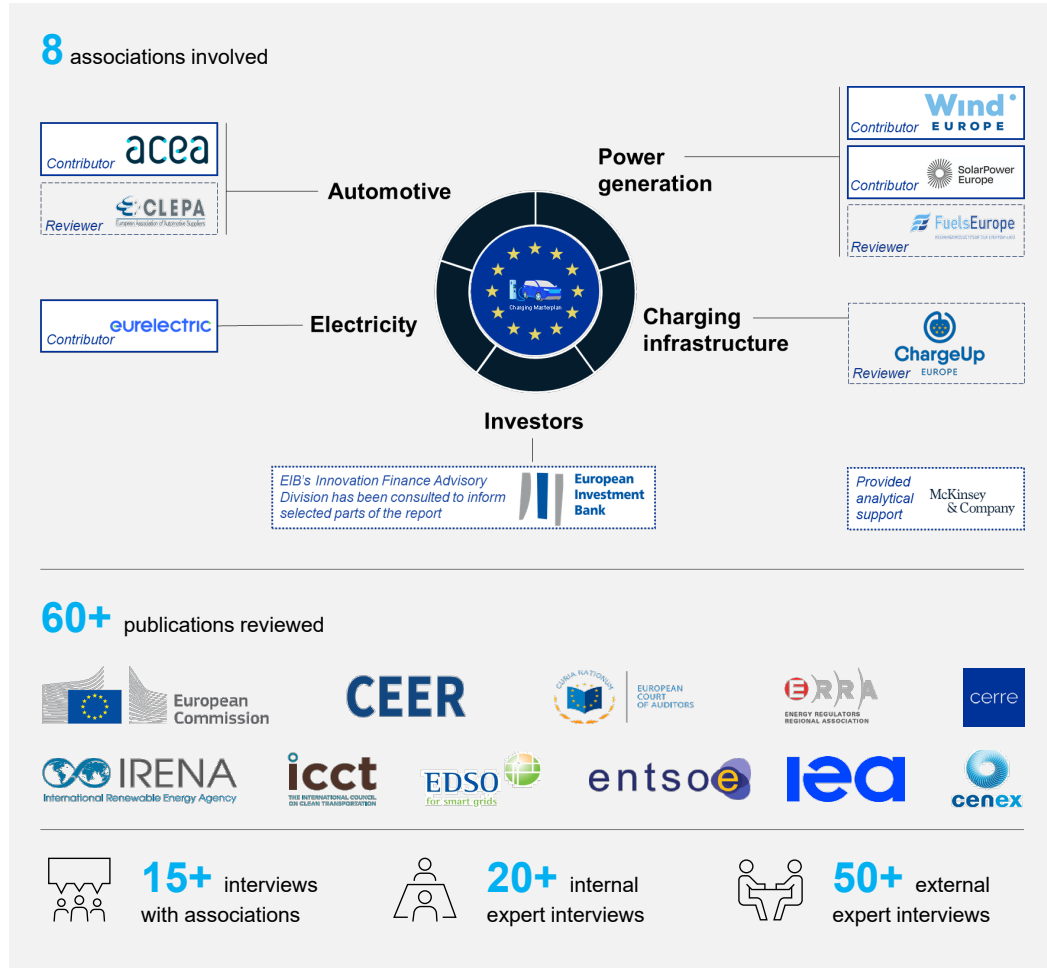 8 associations involved
Contributor acea
Reviewer CLEPA
European Association of Automotive Suppliers
Automotive
Power
generation
Contributor Wind
EUROPE
Contributor SolarPower
Europe
Reviewer FuelsEurope
Contributor eurelectric
Electricity
Charging Masterplan
Charging
infrastructure
ChargeUp
Reviewer EUROPE
Investors
EIB's Innovation Finance Advisory
Division has been consulted to inform
selected parts of the report
European
Investment
Bank
Provided
analytical
support
McKinsey
& Company
60+ publications reviewed
European
Commission
CEER
CURIA NATIONUM
EUROPEAN
COURT
OF AUDITORS
ERRA
ENERGY REGULATORS
REGIONAL ASSOCIATION
cerre
IRENA
International Renewable Energy Agency
icct
THE INTERNATIONAL COUNCIL
ON CLEAN TRANSPORTATION
EDSO
for smart grids
entsoe
iea
cenex
15+ interviews
with associations
20+ internal
expert interviews
50+ external
expert interviews